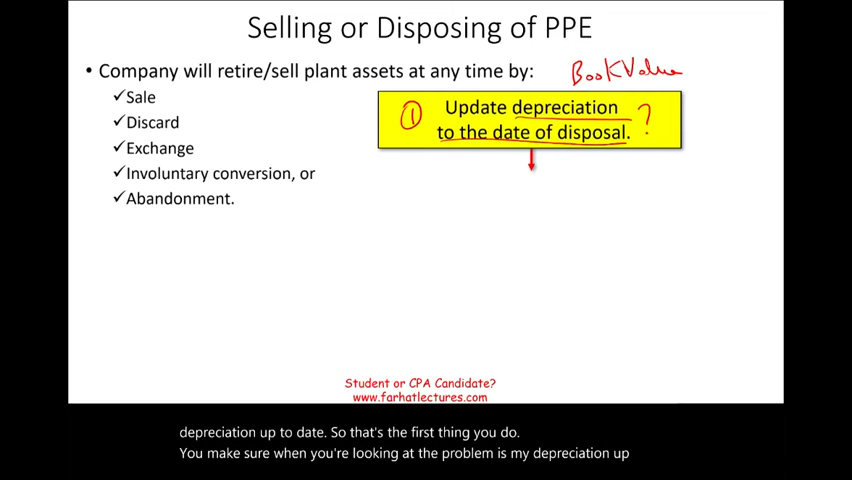 Selling or Disposing of PPE
• Company will retire/sell plant assets at any time by:
BookValue
✓Sale
✓Discard
✓Exchange
✓Involuntary conversion, or
✓Abandonment.
① Update depreciation ?
to the date of disposal.
Student or CPA Candidate?
www.farhatlectures.com
depreciation up to date. So that's the first thing you do.
You make sure when you're looking at the problem is my depreciation up